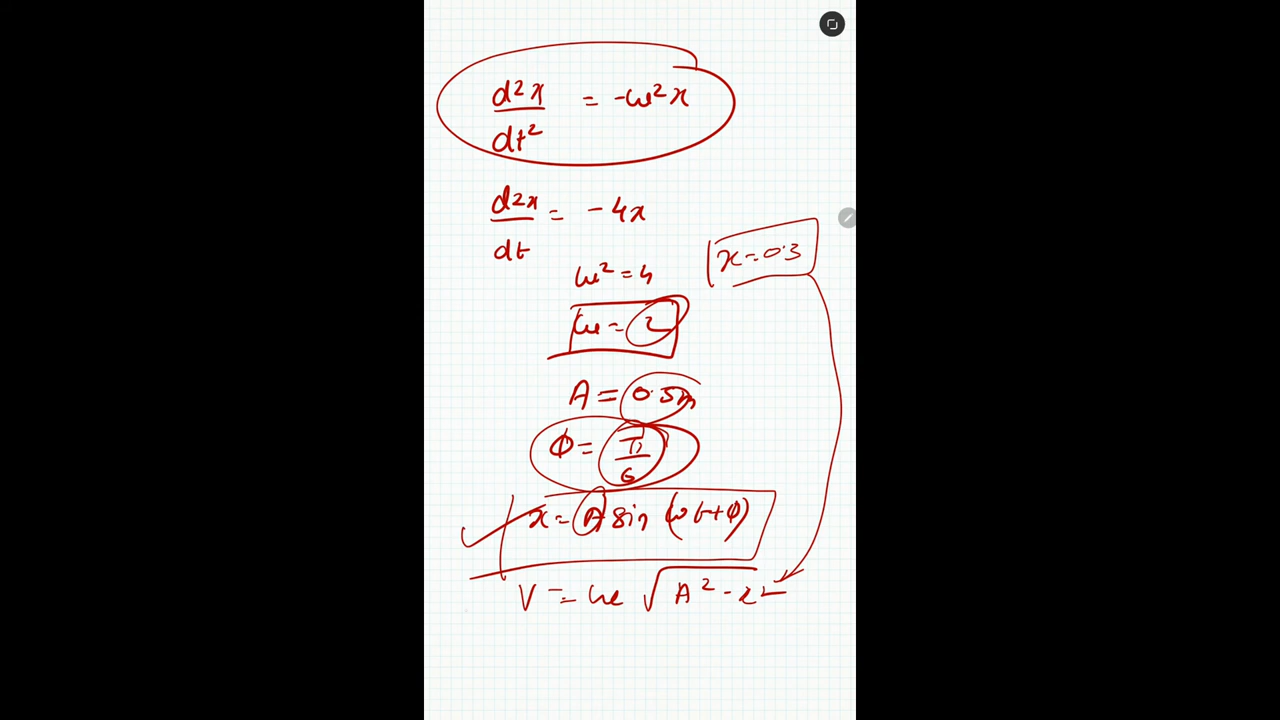 d2x = -ω2x
dt2
d2x = -4x
dt
x=0.3
ω2=4
ω=2
A=0.5m
Φ=π
6
x=A sin (ωt+Φ)
V = ω √A2-x2